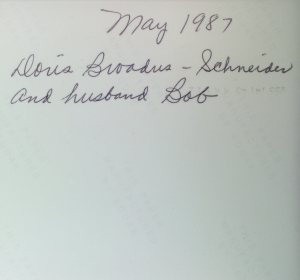 May 1987
Doris Broadus - Schneider
and husband Bob